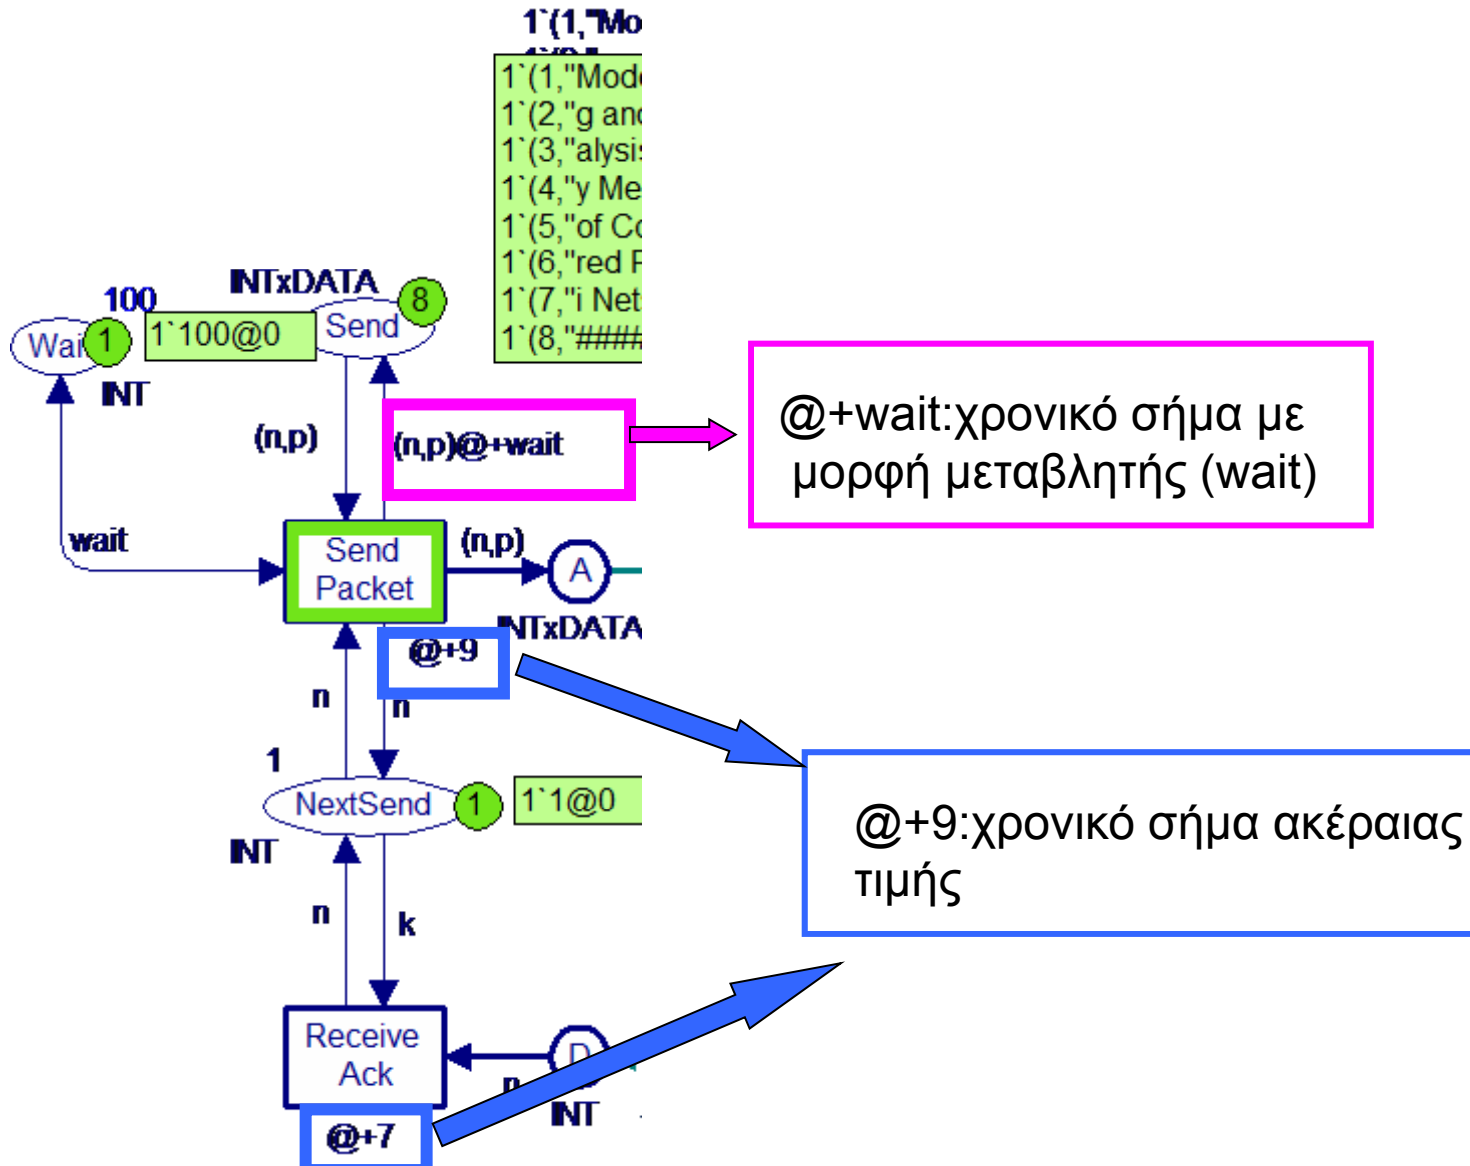 1`(1,"Mo
1`(1,"Mod
1`(2,"g and
1`(3,"alysi
1`(4,"y Me
1`(5,"of Co
1`(6,"red P
1`(7,"i Net
1`(8,"####
INTxDATA
100
8
Send
Wai
1
1`100@0
INT
(n,p)
(n,p)@+wait
@+wait:χρονικό σήμα με
μορφή μεταβλητής (wait)
wait
Send
Packet
(n,p)
A
INTxDATA
@+9
n
n
1
NextSend
1
1`1@0
INT
@+9:χρονικό σήμα ακέραιας
τιμής
n
k
Receive
Ack
D
n
INT
@+7